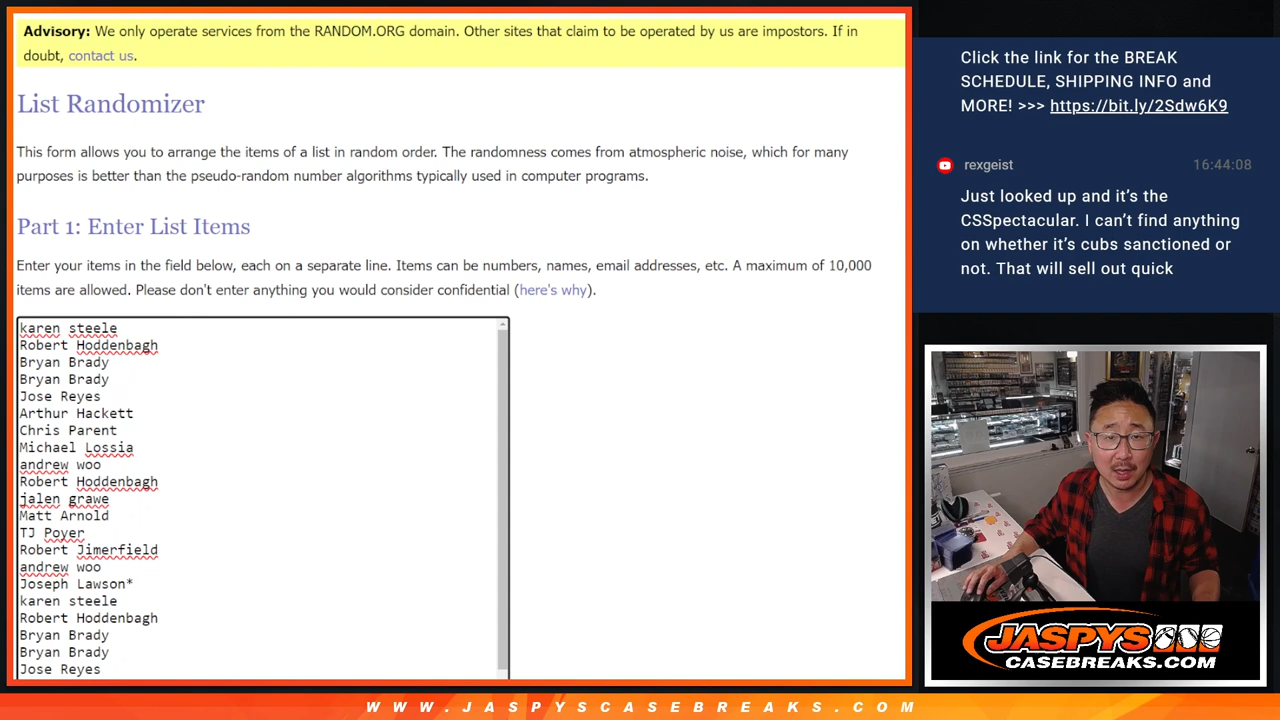 Advisory: We only operate services from the RANDOM.ORG domain. Other sites that claim to be operated by us are impostors. If in
doubt, contact us.
List Randomizer
This form allows you to arrange the items of a list in random order. The randomness comes from atmospheric noise, which for many
purposes is better than the pseudo-random number algorithms typically used in computer programs.
Part 1: Enter List Items
Enter your items in the field below, each on a separate line. Items can be numbers, names, email addresses, etc. A maximum of 10,000
items are allowed. Please don't enter anything you would consider confidential (here's why).
karen steele
Robert Hoddenbagh
Bryan Brady
Bryan Brady
Jose Reyes
Arthur Hackett
Chris Parent
Michael Lossia
andrew woo
Robert Hoddenbagh
jalen grawe
Matt Arnold
TJ Poyer
Robert Jimerfield
andrew woo
Joseph Lawson*
karen steele
Robert Hoddenbagh
Bryan Brady
Bryan Brady
Jose Reyes
Click the link for the BREAK
SCHEDULE, SHIPPING INFO and
MORE! >>> https://bit.ly/2Sdw6K9
rexgeist 16:44:08
Just looked up and it's the
CSSpectacular. I can't find anything
on whether it's cubs sanctioned or
not. That will sell out quick
JASPYS
CASEBREAKS.COM
WWW.JASPYSCASEBREAKS.COM